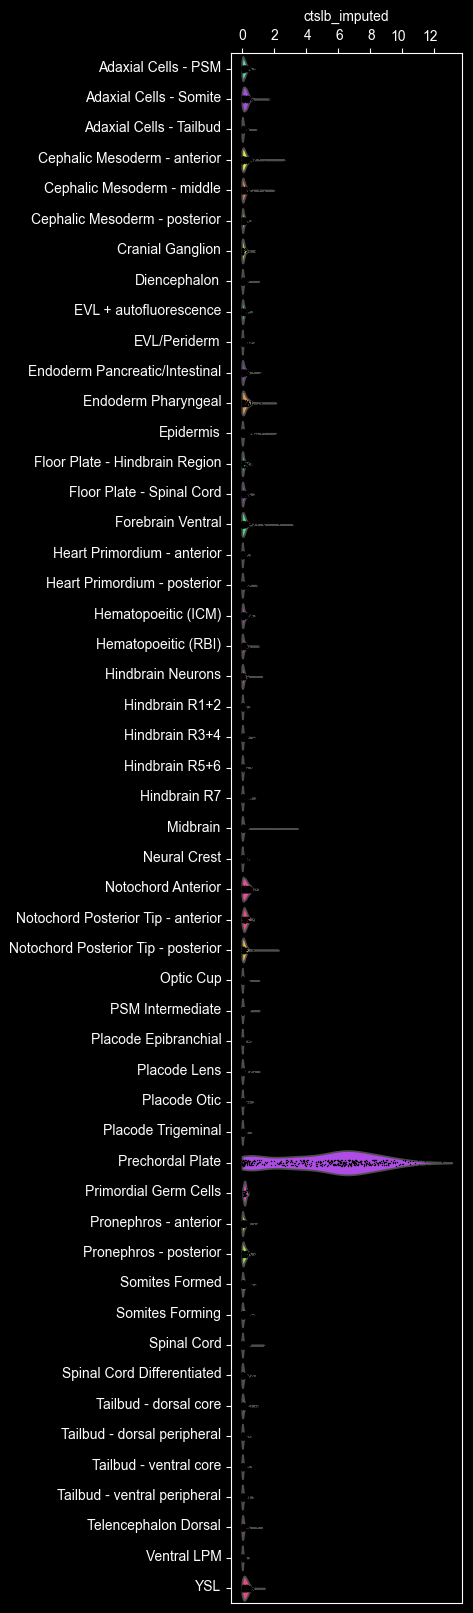 ctslb_imputed
0 2 4 6 8 10 12
Adaxial Cells - PSM
Adaxial Cells - Somite
Adaxial Cells - Tailbud
Cephalic Mesoderm - anterior
Cephalic Mesoderm - middle
Cephalic Mesoderm - posterior
Cranial Ganglion
Diencephalon
EVL + autofluorescence
EVL/Periderm
Endoderm Pancreatic/Intestinal
Endoderm Pharyngeal
Epidermis
Floor Plate - Hindbrain Region
Floor Plate - Spinal Cord
Forebrain Ventral
Heart Primordium - anterior
Heart Primordium - posterior
Hematopoeitic (ICM)
Hematopoeitic (RBI)
Hindbrain Neurons
Hindbrain R1+2
Hindbrain R3+4
Hindbrain R5+6
Hindbrain R7
Midbrain
Neural Crest
Notochord Anterior
Notochord Posterior Tip - anterior
Notochord Posterior Tip - posterior
Optic Cup
PSM Intermediate
Placode Epibranchial
Placode Lens
Placode Otic
Placode Trigeminal
Prechordal Plate
Primordial Germ Cells
Pronephros - anterior
Pronephros - posterior
Somites Formed
Somites Forming
Spinal Cord
Spinal Cord Differentiated
Tailbud - dorsal core
Tailbud - dorsal peripheral
Tailbud - ventral core
Tailbud - ventral peripheral
Telencephalon Dorsal
Ventral LPM
YSL